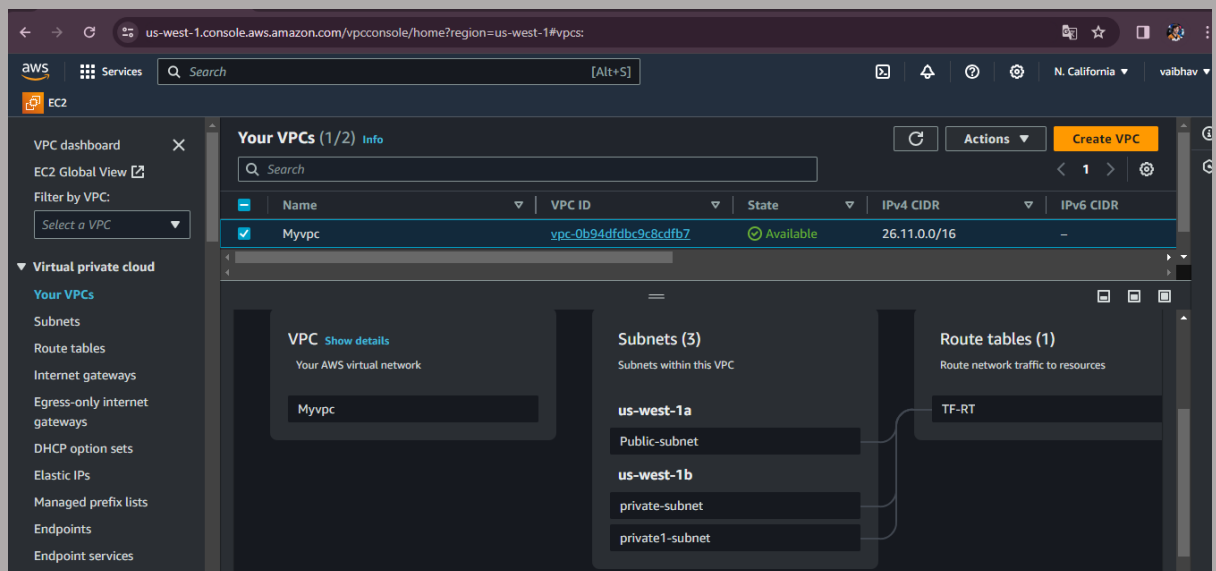 us-west-1.console.aws.amazon.com/vpcconsole/home?region=us-west-1#vpcs:
aws Services Search [Alt+S] N. California ▼ vaibhav ▼
EC2
VPC dashboard
EC2 Global View
Filter by VPC:
Select a VPC
Virtual private cloud
Your VPCs
Subnets
Route tables
Internet gateways
Egress-only internet
gateways
DHCP option sets
Elastic IPs
Managed prefix lists
Endpoints
Endpoint services
Your VPCs (1/2) Info
Actions ▼ Create VPC
Search
1
Name VPC ID State IPv4 CIDR IPv6 CIDR
Myvpc vpc-0b94dfdbc9c8cdfb7 Available 26.11.0.0/16 –
VPC Show details
Your AWS virtual network
Myvpc
Subnets (3)
Subnets within this VPC
us-west-1a
Public-subnet
us-west-1b
private-subnet
private1-subnet
Route tables (1)
Route network traffic to resources
TF-RT